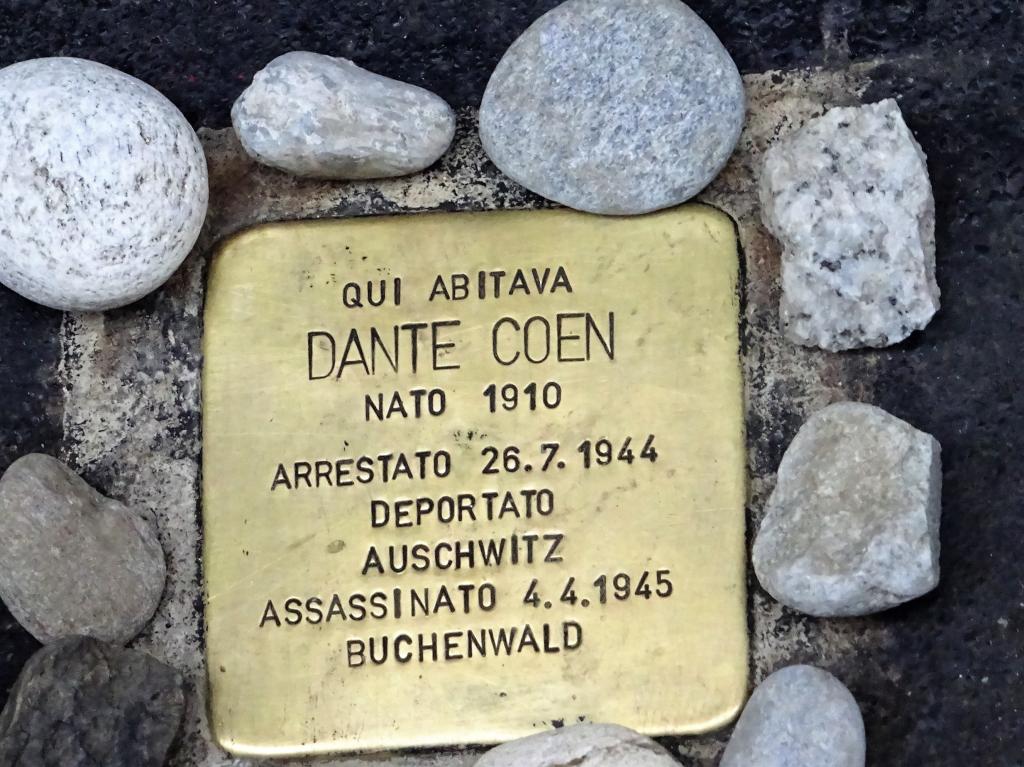 QUI ABITAVA
DANTE COEN
NATO 1910
ARRESTATO 26.7.1944
DEPORTATO
AUSCHWITZ
ASSASSINATO 4.4.1945
BUCHENWALD